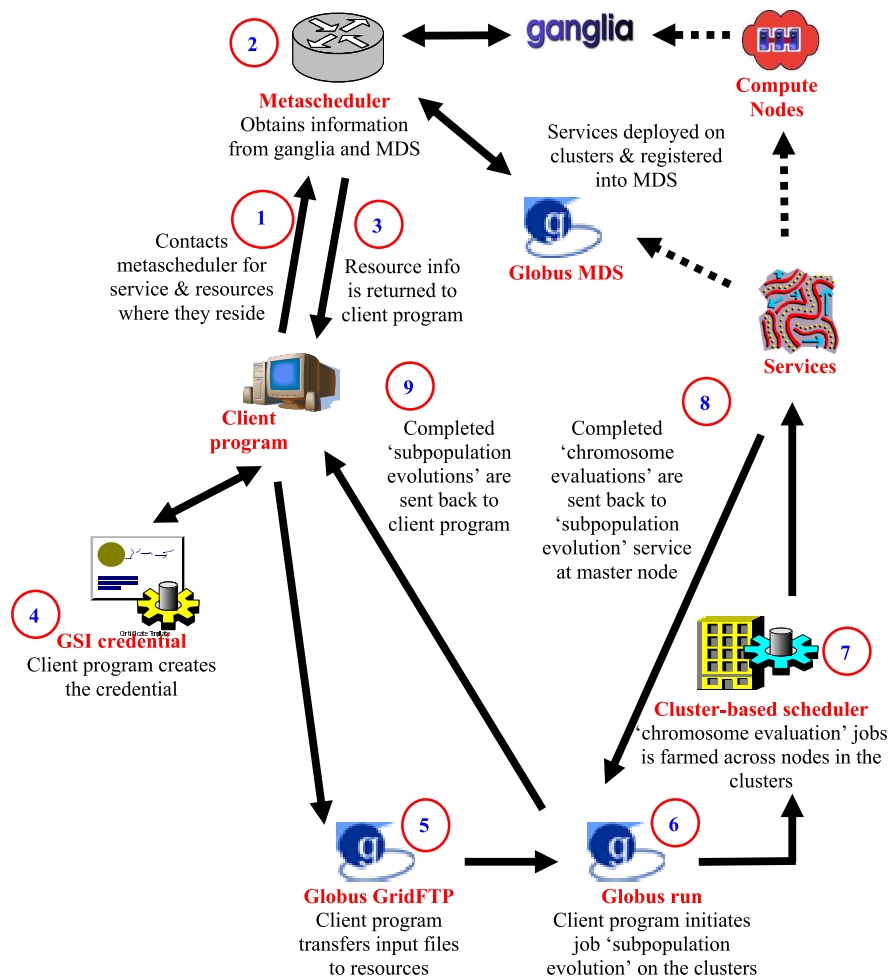 2
ganglia
Metascheduler
Obtains information
from ganglia and MDS
Compute
Nodes
Services deployed on
clusters & registered
into MDS
1
3
Contacts
metascheduler for
service & resources
where they reside
Resource info
is returned to
client program
g
Globus MDS
Services
Client
program
9
Completed
‘subpopulation
evolutions’ are
sent back to
client program
8
Completed
‘chromosome
evaluations’ are
sent back to
‘subpopulation
evolution’ service
at master node
4
GSI credential
Client program creates
the credential
7
Cluster-based scheduler
‘chromosome evaluation’ jobs
is farmed across nodes in the
clusters
g
5
Globus GridFTP
Client program
transfers input files
to resources
g
6
Globus run
Client program initiates
job ‘subpopulation
evolution’ on the clusters